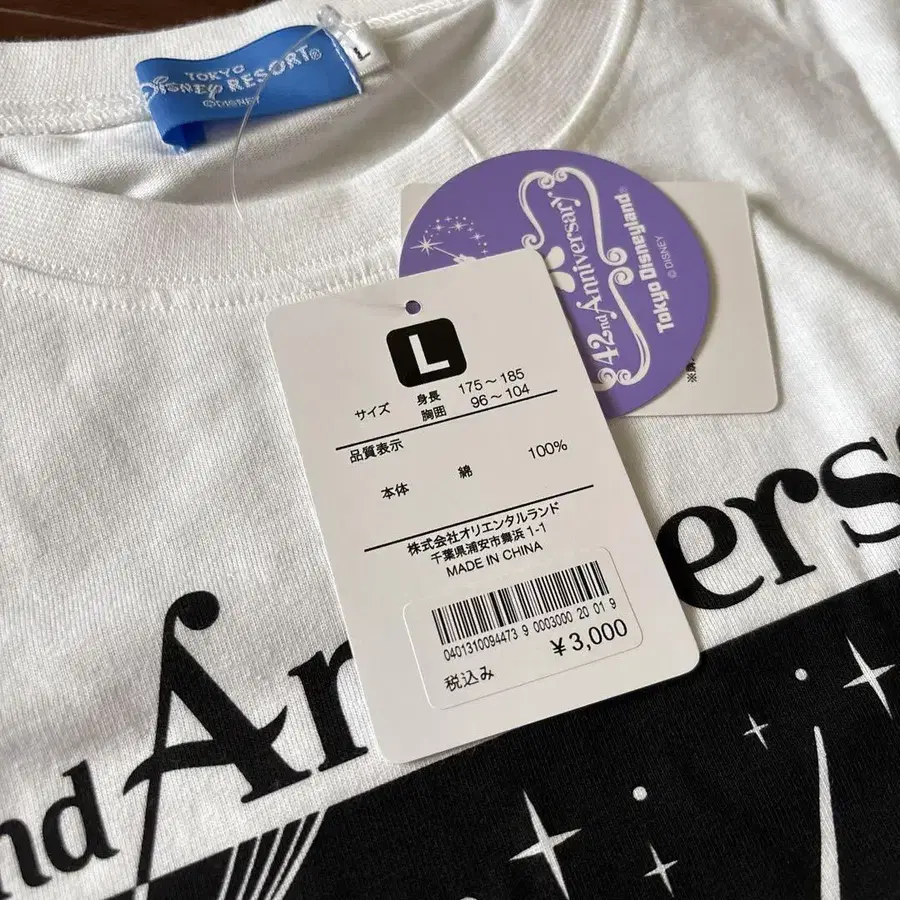 TOKYO
Disney RESORT®
©DISNEY
L
42nd Anniversary
Tokyo Disneyland®
© DISNEY
※
L
サイズ 身長 175～185
胸囲 96～104
品質表示
本体 綿 100%
株式会社オリエンタルランド
千葉県浦安市舞浜1-1
MADE IN CHINA
0401310094473 9 0003000 20 01 9
¥3,000
税込み
nd An ers